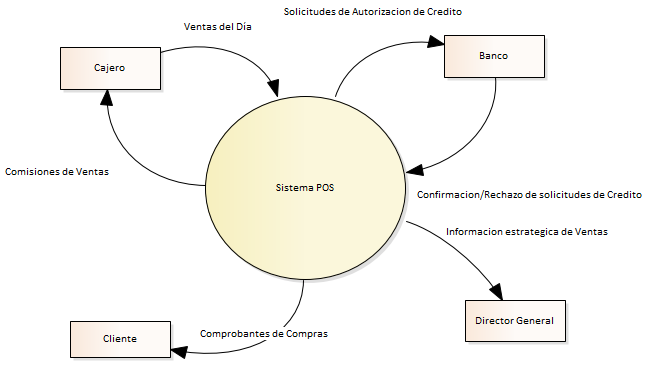 Solicitudes de Autorizacion de Credito
Ventas del Día
Cajero
Banco
Comisiones de Ventas
Sistema POS
Confirmacion/Rechazo de solicitudes de Credito
Informacion estrategica de Ventas
Director General
Comprobantes de Compras
Cliente